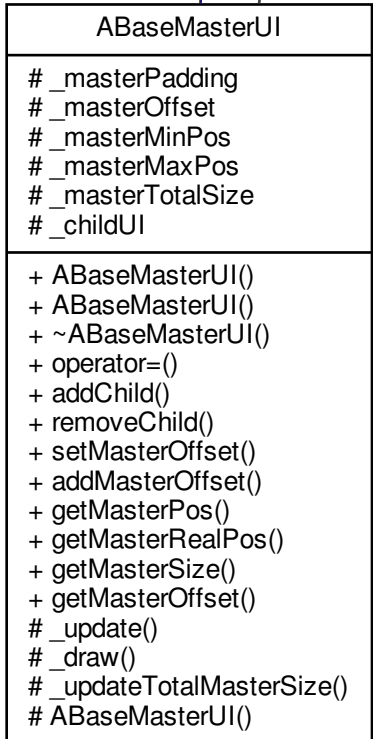 ABaseMasterUI
# _masterPadding
# _masterOffset
# _masterMinPos
# _masterMaxPos
# _masterTotalSize
# _childUI
+ ABaseMasterUI()
+ ABaseMasterUI()
+ ~ABaseMasterUI()
+ operator=()
+ addChild()
+ removeChild()
+ setMasterOffset()
+ addMasterOffset()
+ getMasterPos()
+ getMasterRealPos()
+ getMasterSize()
+ getMasterOffset()
# _update()
# _draw()
# _updateTotalMasterSize()
# ABaseMasterUI()